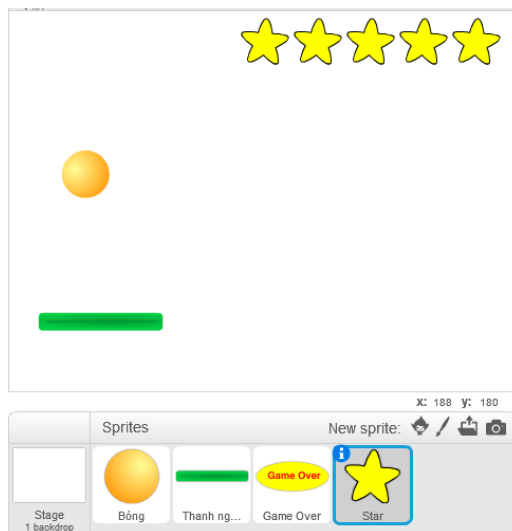 x: 188 y: 180
Sprites
New sprite:
Game Over
Stage
1 backdrop
Bóng
Thanh ng...
Game Over
Star